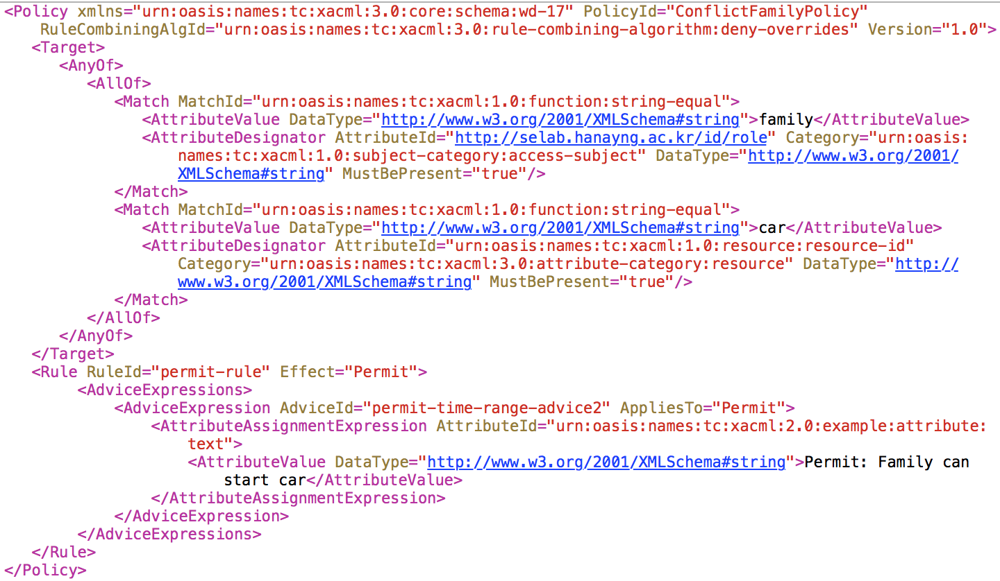 <Policy xmlns="urn:oasis:names:tc:xacml:3.0:core:schema:wd-17" PolicyId="ConflictFamilyPolicy"
RuleCombiningAlgId="urn:oasis:names:tc:xacml:3.0:rule-combining-algorithm:deny-overrides" Version="1.0">
<Target>
<AnyOf>
<AllOf>
<Match MatchId="urn:oasis:names:tc:xacml:1.0:function:string-equal">
<AttributeValue DataType="http://www.w3.org/2001/XMLSchema#string">family</AttributeValue>
<AttributeDesignator AttributeId="http://selab.hanayng.ac.kr/id/role" Category="urn:oasis:
names:tc:xacml:1.0:subject-category:access-subject" DataType="http://www.w3.org/2001/
XMLSchema#string" MustBePresent="true"/>
</Match>
<Match MatchId="urn:oasis:names:tc:xacml:1.0:function:string-equal">
<AttributeValue DataType="http://www.w3.org/2001/XMLSchema#string">car</AttributeValue>
<AttributeDesignator AttributeId="urn:oasis:names:tc:xacml:1.0:resource:resource-id"
Category="urn:oasis:names:tc:xacml:3.0:attribute-category:resource" DataType="http://
www.w3.org/2001/XMLSchema#string" MustBePresent="true"/>
</Match>
</AllOf>
</AnyOf>
</Target>
<Rule RuleId="permit-rule" Effect="Permit">
<AdviceExpressions>
<AdviceExpression AdviceId="permit-time-range-advice2" AppliesTo="Permit">
<AttributeAssignmentExpression AttributeId="urn:oasis:names:tc:xacml:2.0:example:attribute:
text">
<AttributeValue DataType="http://www.w3.org/2001/XMLSchema#string">Permit: Family can
start car</AttributeValue>
</AttributeAssignmentExpression>
</AdviceExpression>
</AdviceExpressions>
</Rule>
</Policy>